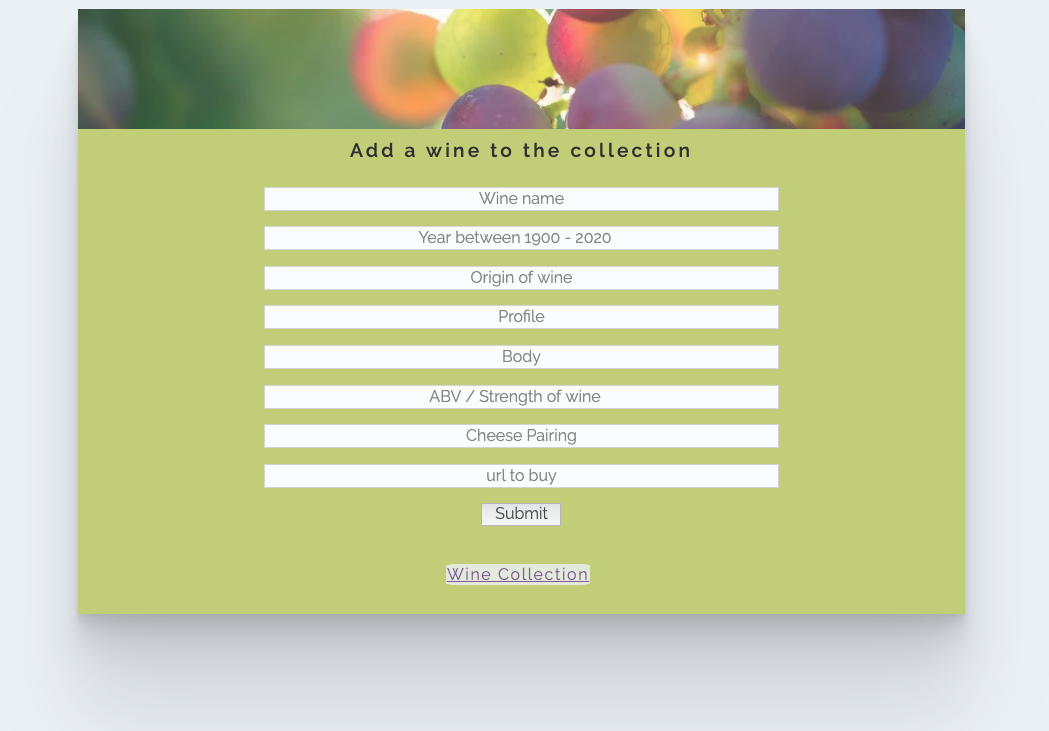 Add a wine to the collection
Wine name
Year between 1900 - 2020
Origin of wine
Profile
Body
ABV / Strength of wine
Cheese Pairing
url to buy
Submit
Wine Collection